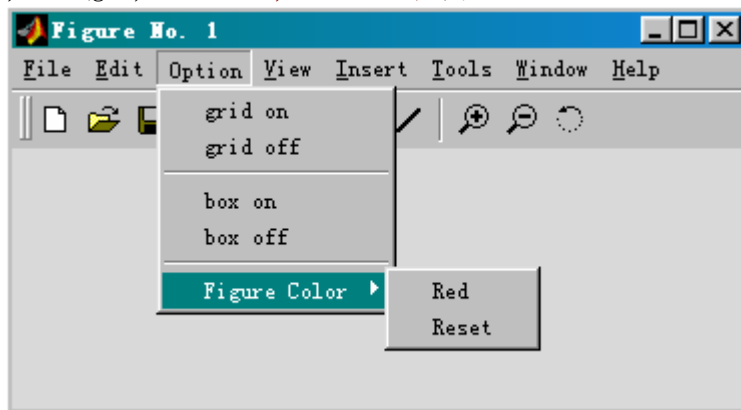 Figure No. 1
File Edit Option View Insert Tools Window Help
grid on
grid off
box on
box off
Figure Color
Red
Reset